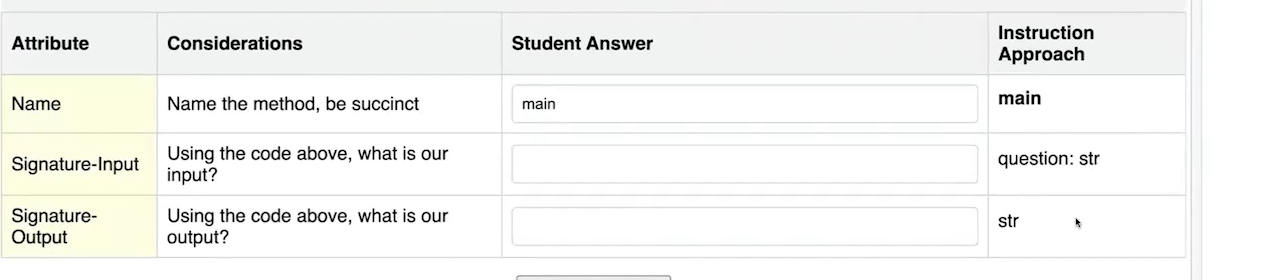 Attribute
Considerations
Student Answer
Instruction
Approach
Name
Name the method, be succinct
main
main
Signature-Input
Using the code above, what is our
input?
question: str
Signature-
Output
Using the code above, what is our
output?
str